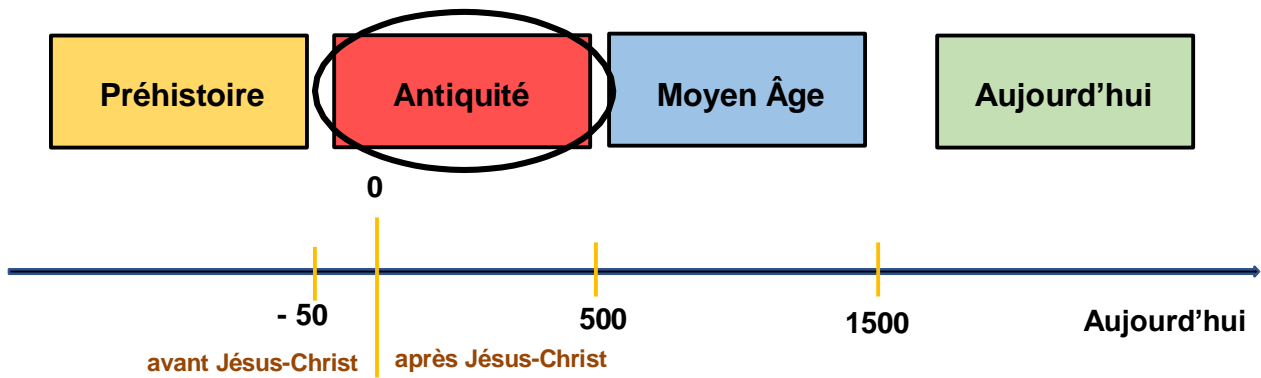 Préhistoire
Antiquité
Moyen Âge
Aujourd’hui
0
- 50
500
1500
Aujourd’hui
avant Jésus-Christ
après Jésus-Christ